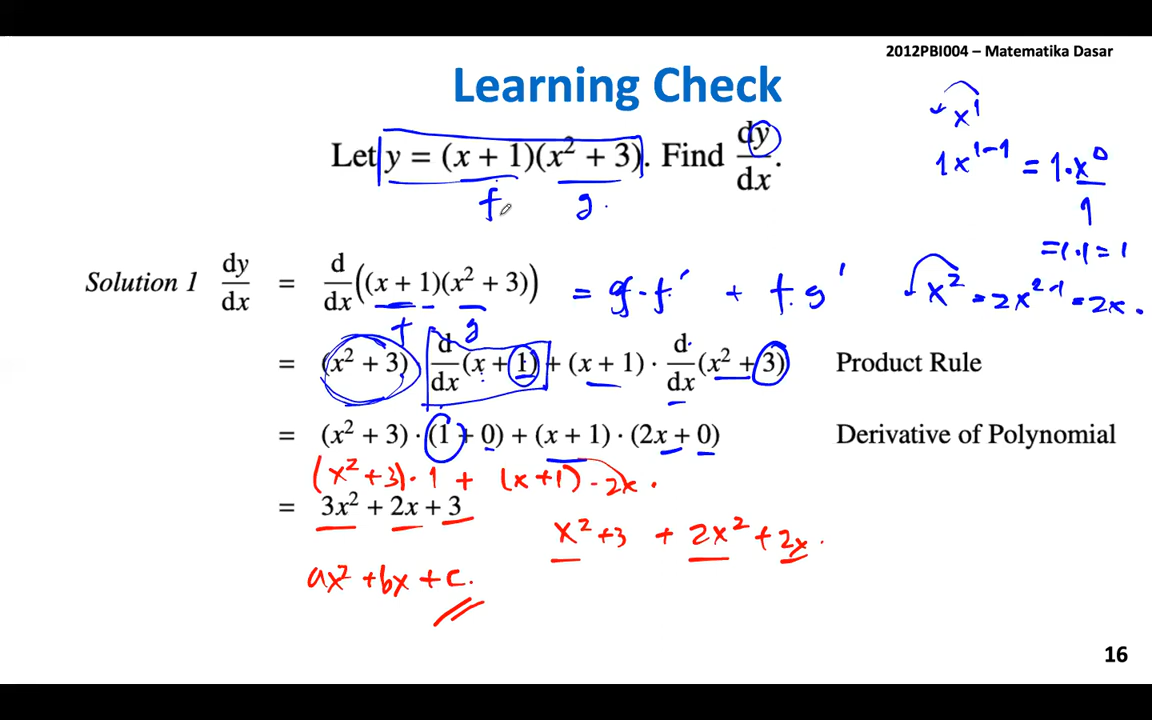 2012PBI004 – Matematika Dasar
Learning Check
x¹
Let y = (x + 1)(x² + 3). Find dy/dx.
1x¹⁻¹ = 1·x⁰
1
f
g.
= 1·1 = 1
Solution 1 dy/dx = d/dx((x + 1)(x² + 3)) = g·f' + f·g'
x² = 2x²⁻¹ = 2x.
f g
= (x² + 3) d/dx(x + 1) + (x + 1) · d/dx(x² + 3) Product Rule
= (x² + 3) · (1 + 0) + (x + 1) · (2x + 0) Derivative of Polynomial
(x² + 3)·1 + (x+1)·2x.
= 3x² + 2x + 3
x² + 3 + 2x² + 2x.
ax² + bx + c.
16